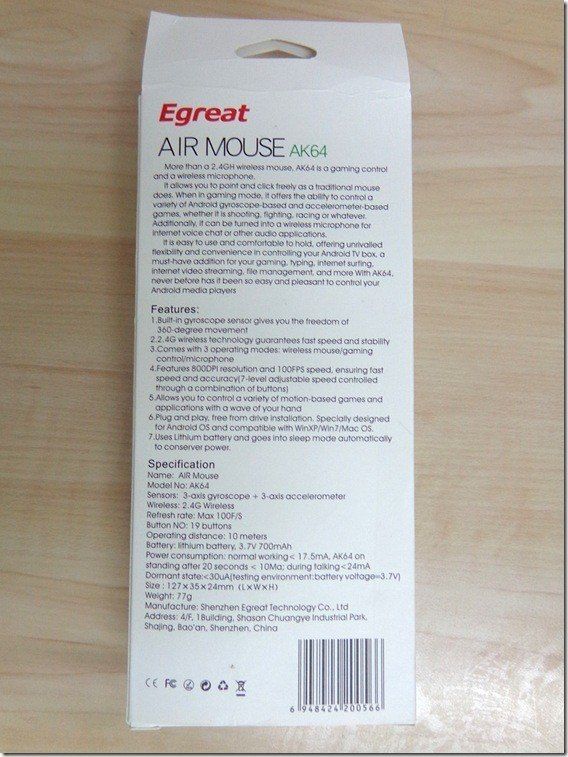 Egreat
AIR MOUSE AK64
More than a 2.4GH wireless mouse, AK64 is a gaming control
and a wireless microphone.
It allows you to point and click freely as a traditional mouse
does. When in gaming mode, it offers the ability to control a
variety of Android gyroscope-based and accelerometer-based
games, whether it is shooting, fighting, racing or whatever.
Additionally, it can be turned into a wireless microphone for
internet voice chat or other audio applications.
It is easy to use and comfortable to hold, offering unrivalled
flexibility and convenience in controlling your Android TV box, a
must-have addition for your gaming, typing, internet surfing,
internet video streaming, file management, and more With AK64,
never before has it been so easy and pleasant to control your
Android media players
Features:
1.Built-in gyroscope sensor gives you the freedom of
360-degree movement
2.2.4G wireless technology guarantees fast speed and stability
3.Comes with 3 operating modes: wireless mouse/gaming
control/microphone
4.Features 800DPI resolution and 100FPS speed, ensuring fast
speed and accuracy(7-level adjustable speed controlled
through a combination of buttons)
5.Allows you to control a variety of motion-based games and
applications with a wave of your hand
6.Plug and play, free from drive installation. Specially designed
for Android OS and compatible with WinXP/Win7/Mac OS.
7.Uses Lithium battery and goes into sleep mode automatically
to conserver power.
Specification
Name: AIR Mouse
Model No: AK64
Sensors: 3-axis gyroscope + 3-axis accelerometer
Wireless: 2.4G Wireless
Refresh rate: Max 100F/S
Button NO: 19 buttons
Operating distance: 10 meters
Battery: lithium battery, 3.7V 700mAh
Power consumption: normal working< 17.5mA, AK64 on
standing after 20 seconds < 10Ma; during talking<24mA
Dormant state:<30uA(testing environment:battery voltage=3.7V)
Size : 127×35×24mm (L×W×H)
Weight: 77g
Manufacture: Shenzhen Egreat Technology Co., Ltd
Address: 4/F, 1Building, Shasan Chuangye Industrial Park,
Shajing, Bao'an, Shenzhen, China
CE FC
6 948424 200566